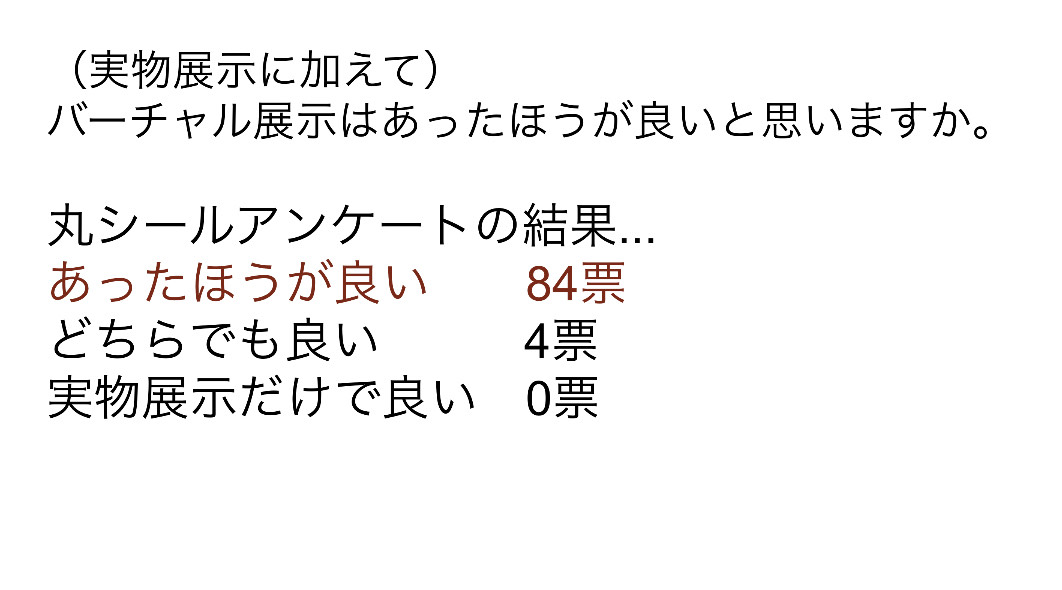 （実物展示に加えて）
バーチャル展示はあったほうが良いと思いますか。
丸シールアンケートの結果...
あったほうが良い　　84票
どちらでも良い　　　4票
実物展示だけで良い　0票